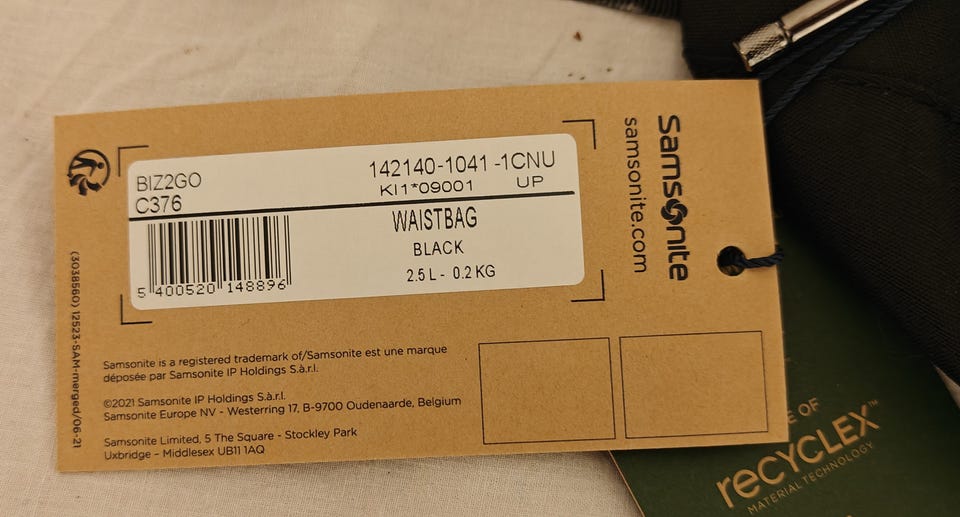 BIZ2GO
C376
142140-1041 -1CNU
KI1*09001 UP
WAISTBAG
BLACK
2.5 L - 0.2 KG
5 400520 148896
Samsonite
samsonite.com
(3038560) 12523-SAM-merged/06-21
Samsonite is a registered trademark of/Samsonite est une marque
déposée par Samsonite IP Holdings S.à.r.l.
©2021 Samsonite IP Holdings S.à.r.l.
Samsonite Europe NV - Westerring 17, B-9700 Oudenaarde, Belgium
Samsonite Limited, 5 The Square - Stockley Park
Uxbridge - Middlesex UB11 1AQ
OF
recYCLEX™
MATERIAL TECHNOLOGY